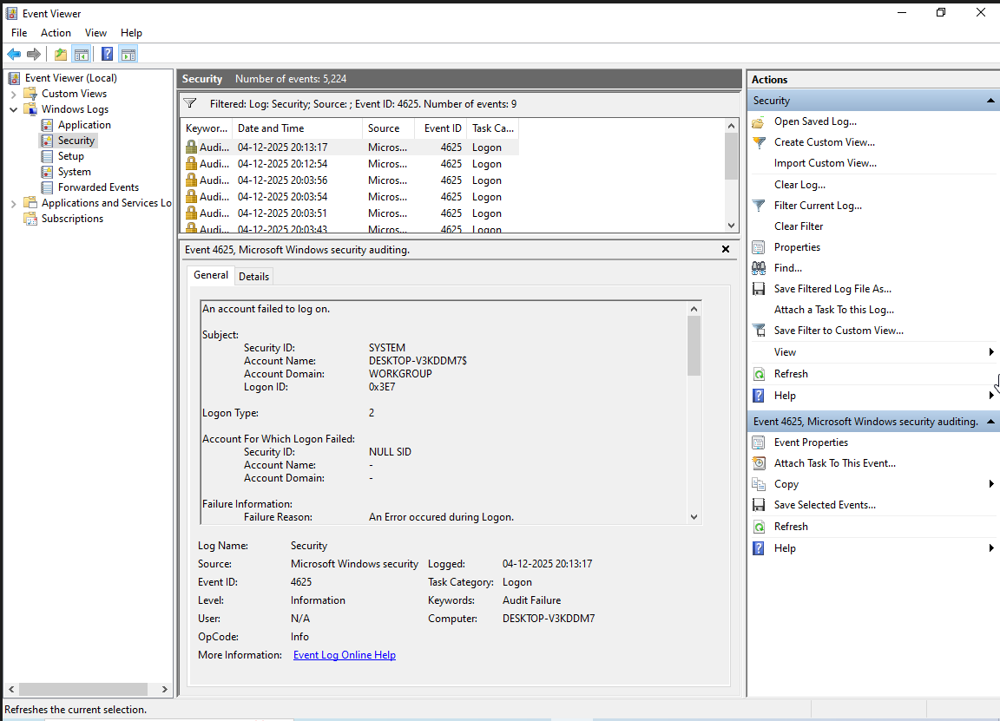 Event Viewer
File Action View Help
Event Viewer (Local)
Custom Views
Windows Logs
Application
Security
Setup
System
Forwarded Events
Applications and Services Lo
Subscriptions
Security Number of events: 5,224
Filtered: Log: Security; Source: ; Event ID: 4625. Number of events: 9
Keywor... Date and Time Source Event ID Task Ca...
Audi... 04-12-2025 20:13:17 Micros... 4625 Logon
Audi... 04-12-2025 20:12:54 Micros... 4625 Logon
Audi... 04-12-2025 20:03:56 Micros... 4625 Logon
Audi... 04-12-2025 20:03:54 Micros... 4625 Logon
Audi... 04-12-2025 20:03:51 Micros... 4625 Logon
Audi... 04-12-2025 20:03:43 Micros... 4625 Logon
Event 4625, Microsoft Windows security auditing.
General Details
An account failed to log on.
Subject:
Security ID: SYSTEM
Account Name: DESKTOP-V3KDDM7$
Account Domain: WORKGROUP
Logon ID: 0x3E7
Logon Type: 2
Account For Which Logon Failed:
Security ID: NULL SID
Account Name: -
Account Domain: -
Failure Information:
Failure Reason: An Error occured during Logon.
Log Name: Security
Source: Microsoft Windows security Logged: 04-12-2025 20:13:17
Event ID: 4625 Task Category: Logon
Level: Information Keywords: Audit Failure
User: N/A Computer: DESKTOP-V3KDDM7
OpCode: Info
More Information: Event Log Online Help
Actions
Security
Open Saved Log...
Create Custom View...
Import Custom View...
Clear Log...
Filter Current Log...
Clear Filter
Properties
Find...
Save Filtered Log File As...
Attach a Task To this Log...
Save Filter to Custom View...
View
Refresh
Help
Event 4625, Microsoft Windows security auditing.
Event Properties
Attach Task To This Event...
Copy
Save Selected Events...
Refresh
Help
Refreshes the current selection.